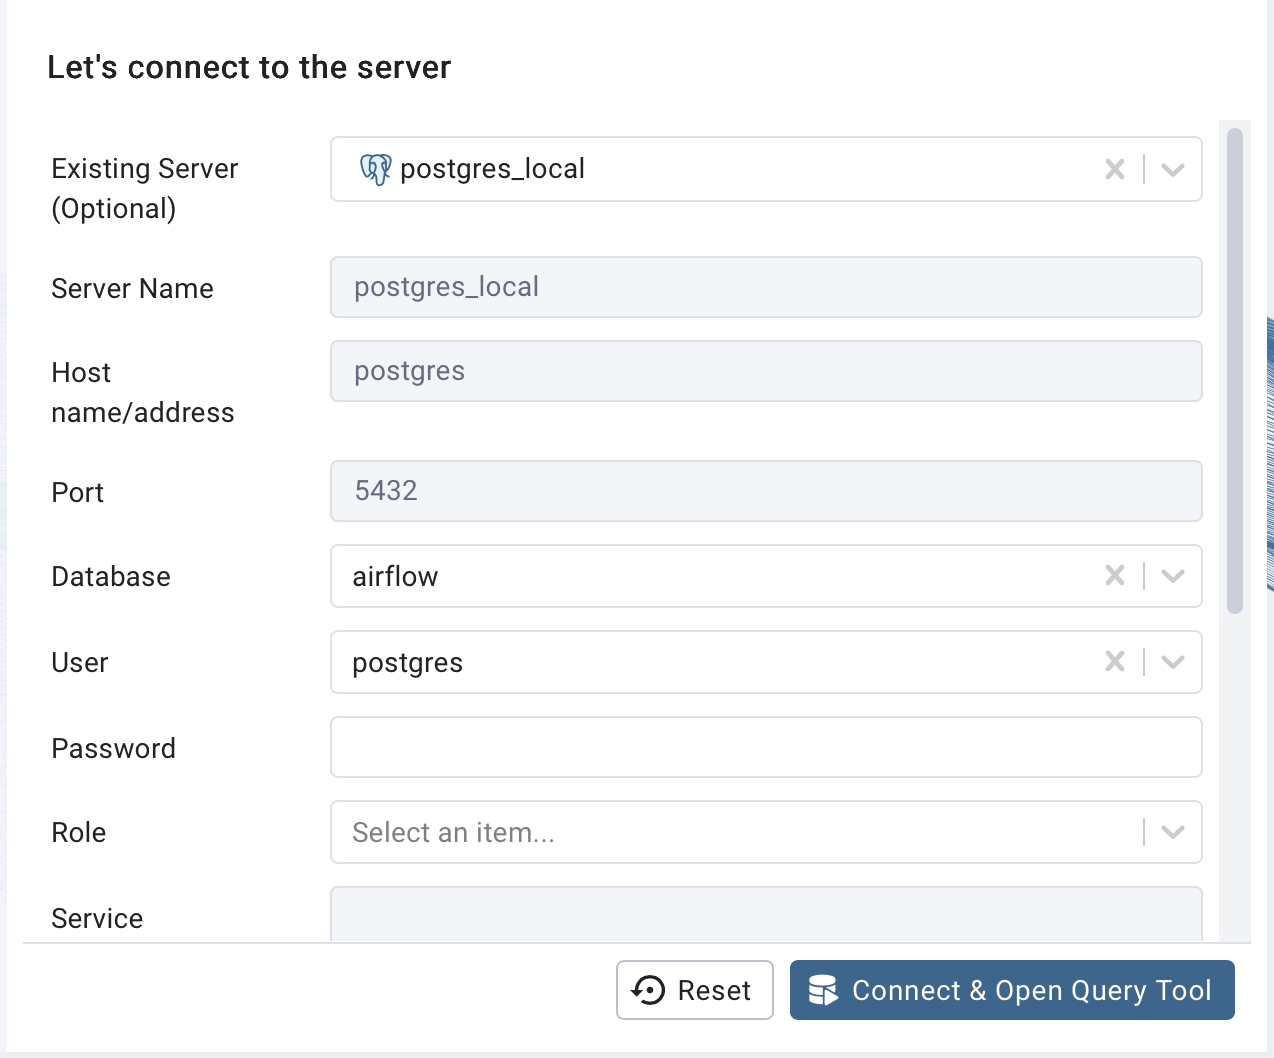 Let's connect to the server
Existing Server
(Optional)
postgres_local
Server Name
postgres_local
Host
name/address
postgres
Port
5432
Database
airflow
User
postgres
Password
Role
Select an item...
Service
Reset
Connect & Open Query Tool